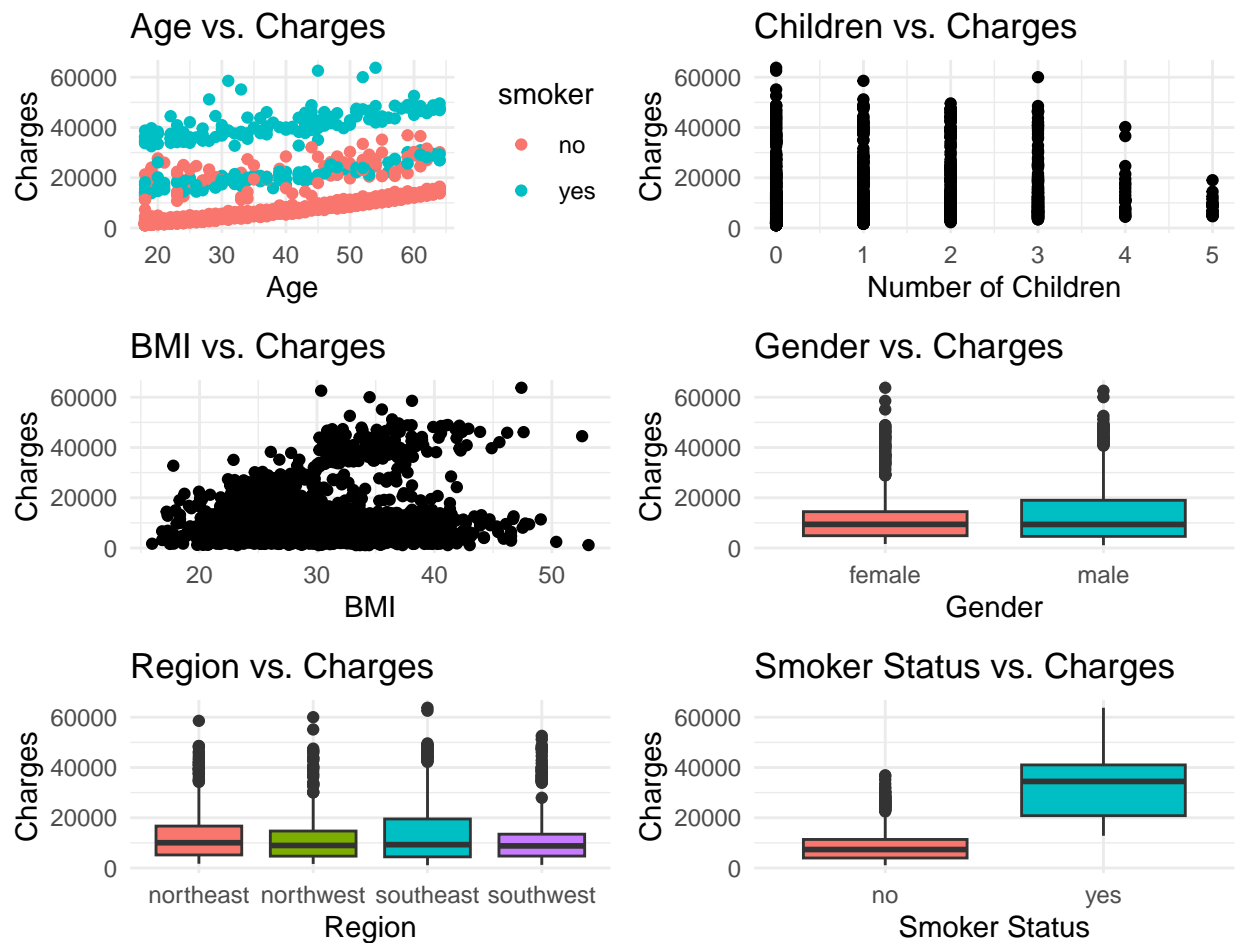 Age vs. Charges
60000
40000
20000
0
Charges
20 30 40 50 60
Age
smoker
no
yes
Children vs. Charges
60000
40000
20000
0
Charges
0 1 2 3 4 5
Number of Children
BMI vs. Charges
60000
40000
20000
0
Charges
20 30 40 50
BMI
Gender vs. Charges
60000
40000
20000
0
Charges
female male
Gender
Region vs. Charges
60000
40000
20000
0
Charges
northeast northwest southeast southwest
Region
Smoker Status vs. Charges
60000
40000
20000
0
Charges
no yes
Smoker Status